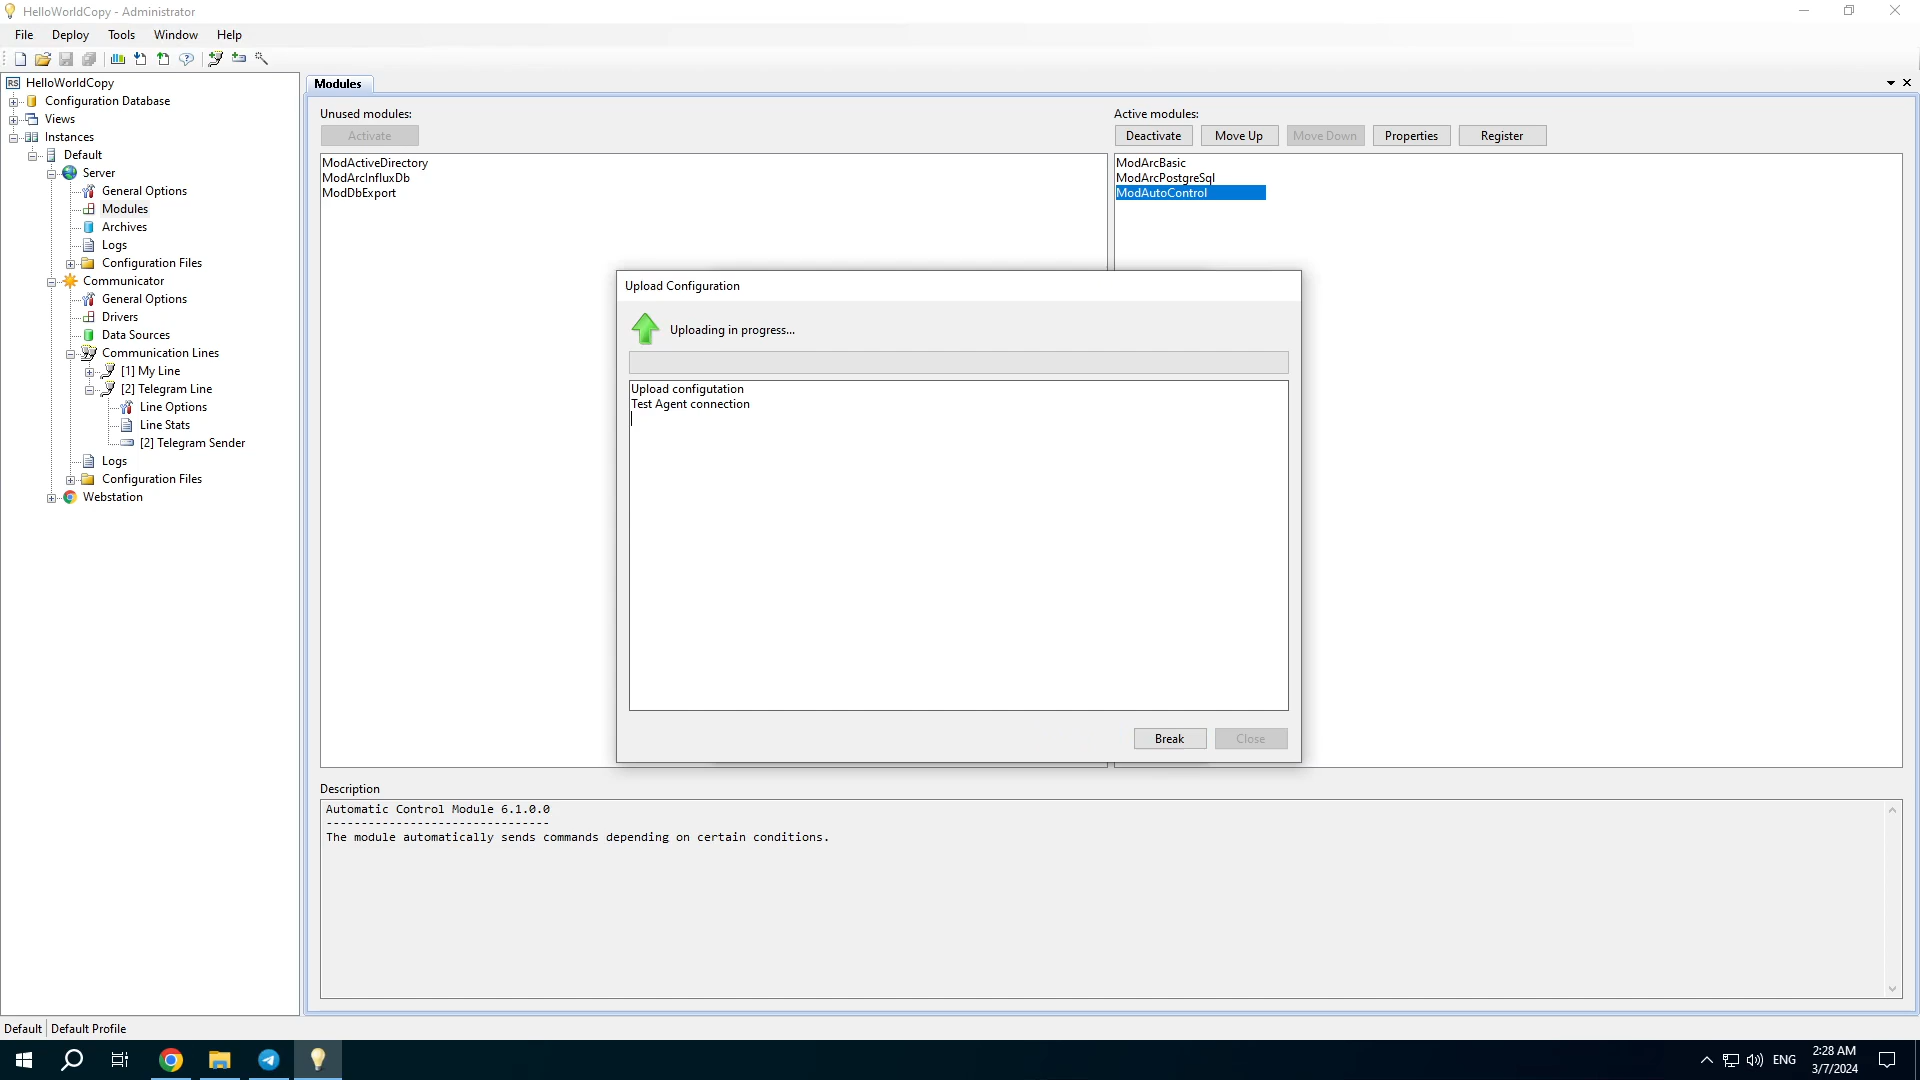 HelloWorldCopy - Administrator
File
Deploy
Tools
Window
Help
RS HelloWorldCopy
Configuration Database
Views
Instances
Default
Server
General Options
Modules
Archives
Logs
Configuration Files
Communicator
General Options
Drivers
Data Sources
Communication Lines
[1] My Line
[2] Telegram Line
Line Options
Line Stats
[2] Telegram Sender
Logs
Configuration Files
Webstation
Modules
Unused modules:
Activate
ModActiveDirectory
ModArcInfluxDb
ModDbExport
Active modules:
Deactivate
Move Up
Move Down
Properties
Register
ModArcBasic
ModArcPostgreSql
ModAutoControl
Upload Configuration
Uploading in progress...
Upload configutation
Test Agent connection
Break
Close
Description
Automatic Control Module 6.1.0.0
--------------------------------
The module automatically sends commands depending on certain conditions.
Default
Default Profile
ENG
2:28 AM
3/7/2024